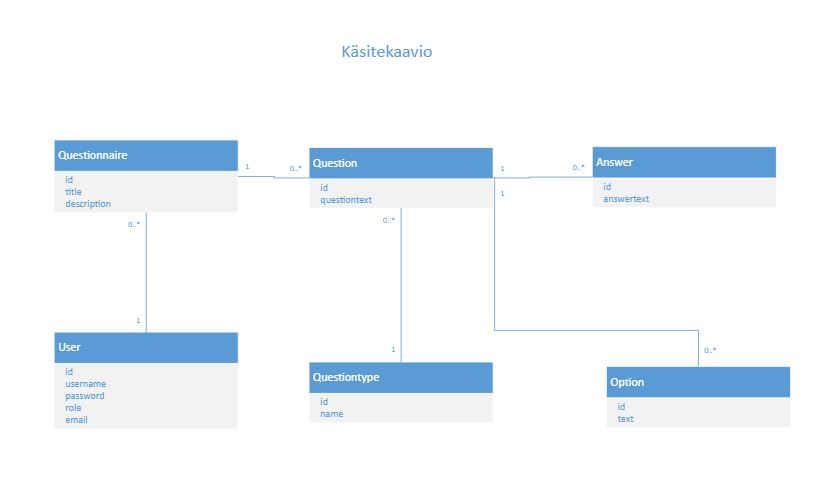 Käsitekaavio
Questionnaire
id
title
description
1
0..*
Question
id
questiontext
1
0..*
1
Answer
id
answertext
0..*
1
0..*
1
0..*
User
id
username
password
role
email
Questiontype
id
name
Option
id
text